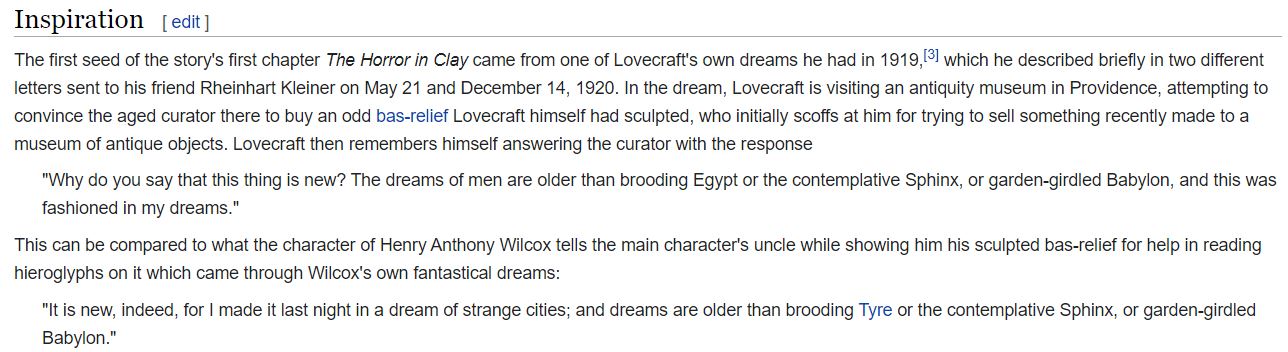 Inspiration [ edit ]
The first seed of the story's first chapter The Horror in Clay came from one of Lovecraft's own dreams he had in 1919,[3] which he described briefly in two different
letters sent to his friend Rheinhart Kleiner on May 21 and December 14, 1920. In the dream, Lovecraft is visiting an antiquity museum in Providence, attempting to
convince the aged curator there to buy an odd bas-relief Lovecraft himself had sculpted, who initially scoffs at him for trying to sell something recently made to a
museum of antique objects. Lovecraft then remembers himself answering the curator with the response
"Why do you say that this thing is new? The dreams of men are older than brooding Egypt or the contemplative Sphinx, or garden-girdled Babylon, and this was
fashioned in my dreams."
This can be compared to what the character of Henry Anthony Wilcox tells the main character's uncle while showing him his sculpted bas-relief for help in reading
hieroglyphs on it which came through Wilcox's own fantastical dreams:
"It is new, indeed, for I made it last night in a dream of strange cities; and dreams are older than brooding Tyre or the contemplative Sphinx, or garden-girdled
Babylon."